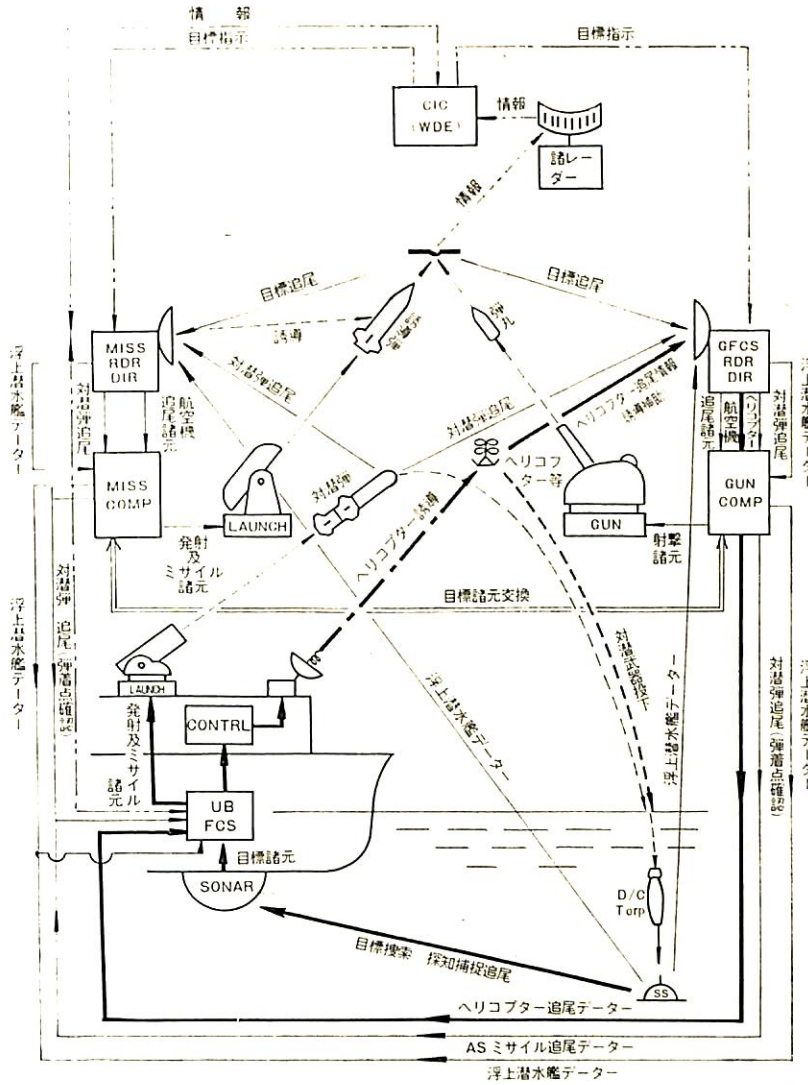 情報
目標指示
目標指示
CIC
(WDE)
情報
諸レー
ダー
情報
目標追尾
目標追尾
誘導
誘導弾
弾丸
MISS
RDR
DIR
GFCS
RDR
DIR
浮上潜水艦データー
対潜弾追尾
航空機
追尾諸元
対潜弾追尾
対潜弾追尾
ヘリコプター追尾情報
誘導補助
追尾諸元
航空機
ヘリコプター
対潜弾追尾
浮上潜水艦データー
MISS
COMP
LAUNCH
対潜弾
ヘリコプ
ター等
GUN
GUN
COMP
発射
及
ミサイル
諸元
ヘリコプター誘導
射撃
諸元
目標諸元交換
浮上潜水艦データー
対潜弾 追尾(弾着点確認)
LAUNCH
発射及ミサイル
諸元
CONTRL
浮上潜水艦データー
対潜武器投下
浮上潜水艦データー
対潜弾追尾(弾着点確認)
浮上潜水艦データー
UB
FCS
目標諸元
SONAR
D/C
Torp
目標捜索 探知捕捉追尾
SS
ヘリコプター追尾データー
ASミサイル追尾データー
浮上潜水艦データー